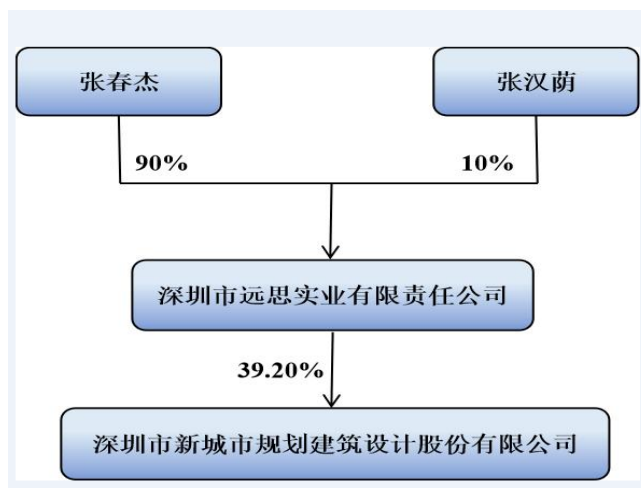 张春杰
张汉荫
90%
10%
深圳市远思实业有限责任公司
39.20%
深圳市新城市规划建筑设计股份有限公司